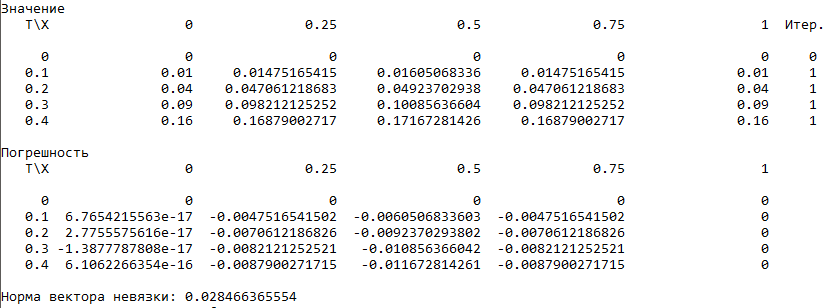 Значение
T\X 0 0.25 0.5 0.75 1 Итер.
0 0 0 0 0 0 0
0.1 0.01 0.01475165415 0.01605068336 0.01475165415 0.01 1
0.2 0.04 0.047061218683 0.04923702938 0.047061218683 0.04 1
0.3 0.09 0.098212125252 0.10085636604 0.098212125252 0.09 1
0.4 0.16 0.16879002717 0.17167281426 0.16879002717 0.16 1
Погрешность
T\X 0 0.25 0.5 0.75 1
0 0 0 0 0 0
0.1 6.7654215563e-17 -0.0047516541502 -0.0060506833603 -0.0047516541502 0
0.2 2.7755575616e-17 -0.0070612186826 -0.0092370293802 -0.0070612186826 0
0.3 -1.3877787808e-17 -0.0082121252521 -0.010856366042 -0.0082121252521 0
0.4 6.1062266354e-16 -0.0087900271715 -0.011672814261 -0.0087900271715 0
Норма вектора невязки: 0.028466365554